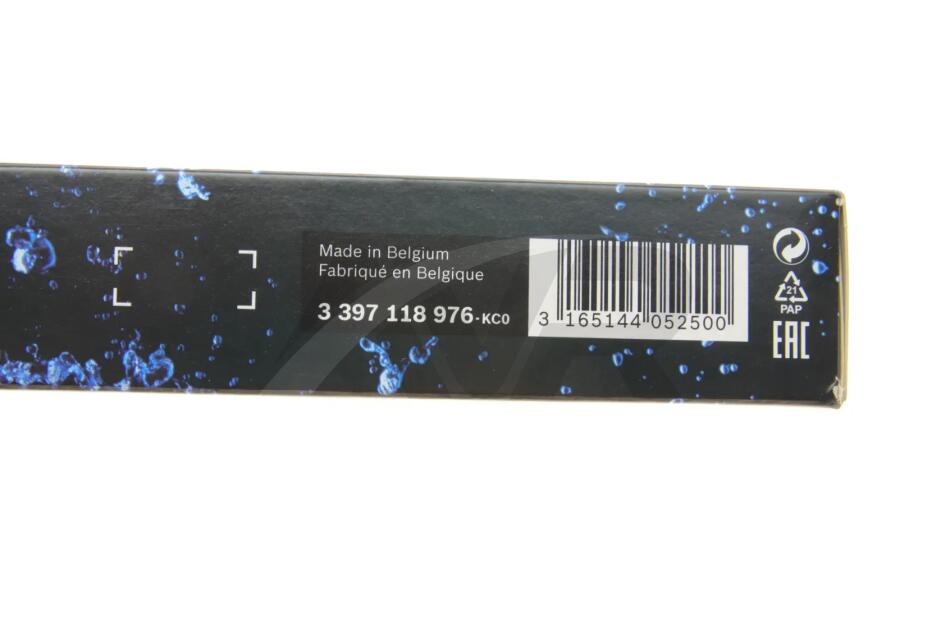 Made in Belgium
Fabriqué en Belgique
3 397 118 976-KC0
3 165144 052500
21
PAP
EAC